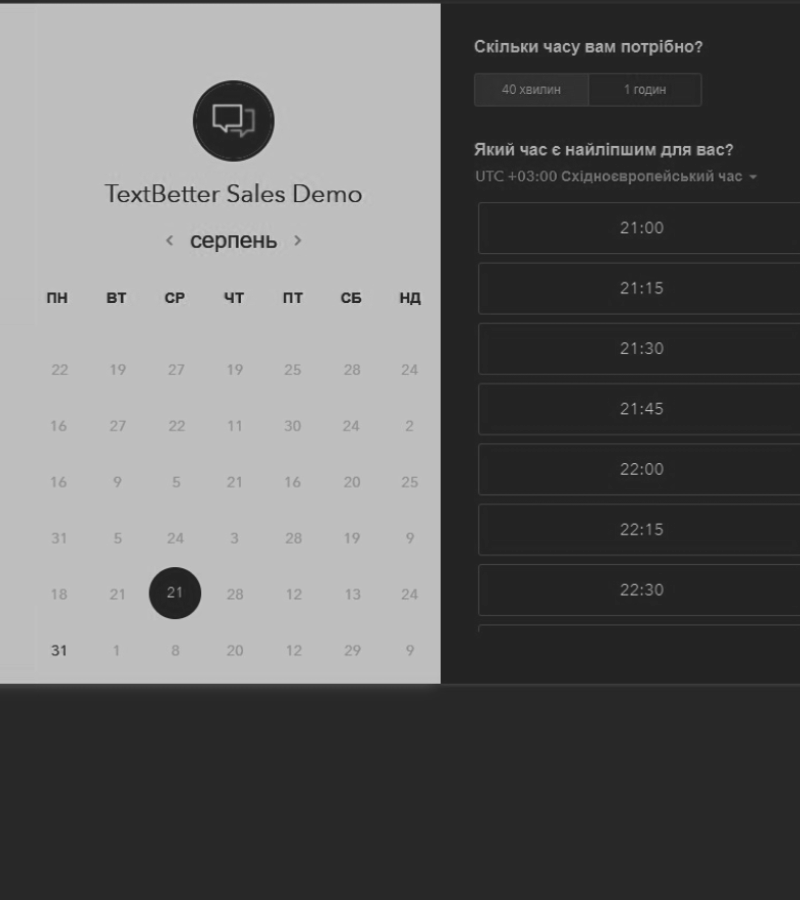 TextBetter Sales Demo
серпень
ПН ВТ СР ЧТ ПТ СБ НД
22 19 27 19 25 28 24
16 27 22 11 30 24 2
16 9 5 21 16 20 25
31 5 24 3 28 19 9
18 21 21 28 12 13 24
31 1 8 20 12 29 9
Скільки часу вам потрібно?
40 хвилин 1 годин
Який час є найліпшим для вас?
UTC +03:00 Східноєвропейський час
21:00
21:15
21:30
21:45
22:00
22:15
22:30